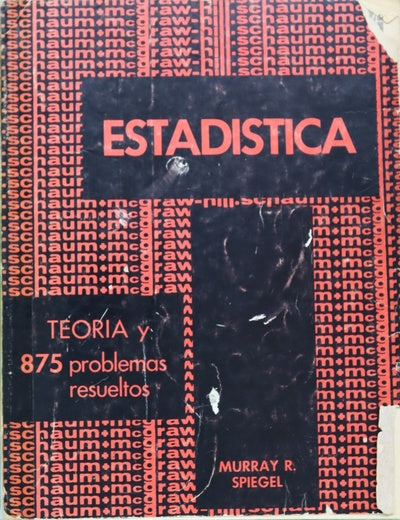 ESTADISTICA
TEORIA y
875 problemas
resueltos
MURRAY R.
SPIEGEL